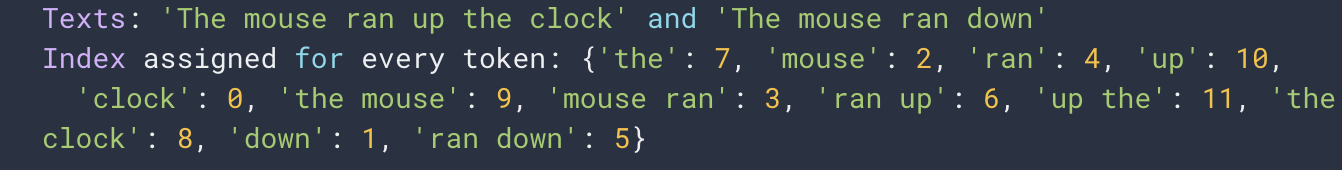 Texts: 'The mouse ran up the clock' and 'The mouse ran down'
Index assigned for every token: {'the': 7, 'mouse': 2, 'ran': 4, 'up': 10,
'clock': 0, 'the mouse': 9, 'mouse ran': 3, 'ran up': 6, 'up the': 11, 'the
clock': 8, 'down': 1, 'ran down': 5}